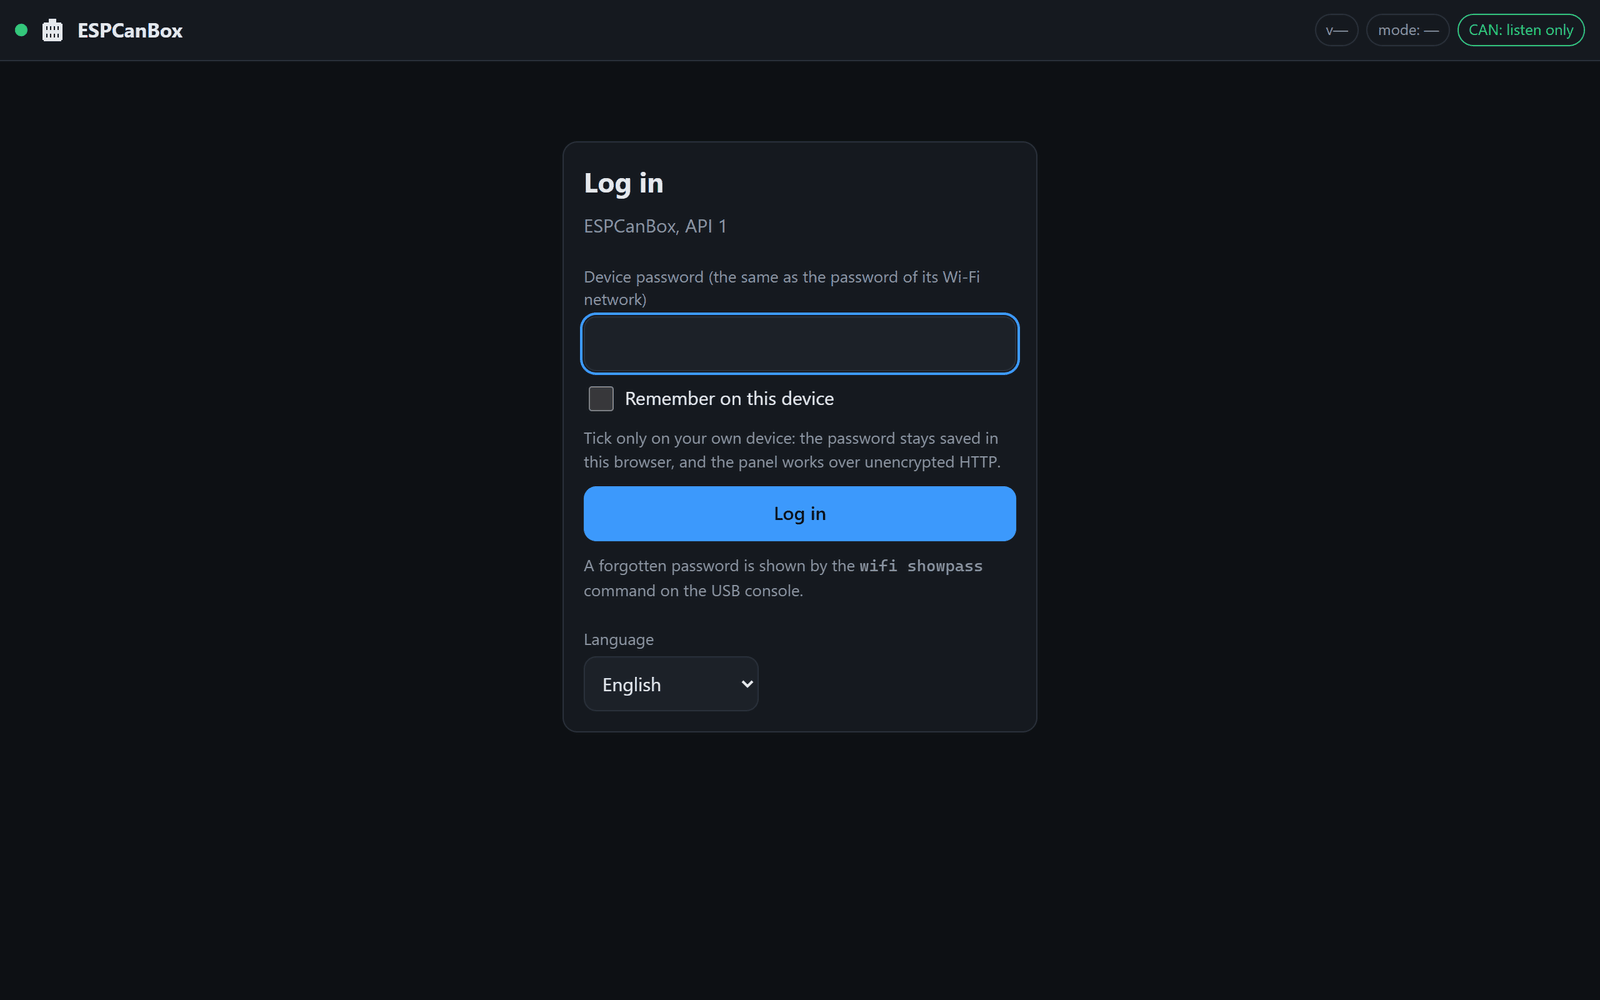 ESPCanBox
v—
mode: —
CAN: listen only
Log in
ESPCanBox, API 1
Device password (the same as the password of its Wi-Fi
network)
Remember on this device
Tick only on your own device: the password stays saved in
this browser, and the panel works over unencrypted HTTP.
Log in
A forgotten password is shown by the wifi showpass
command on the USB console.
Language
English